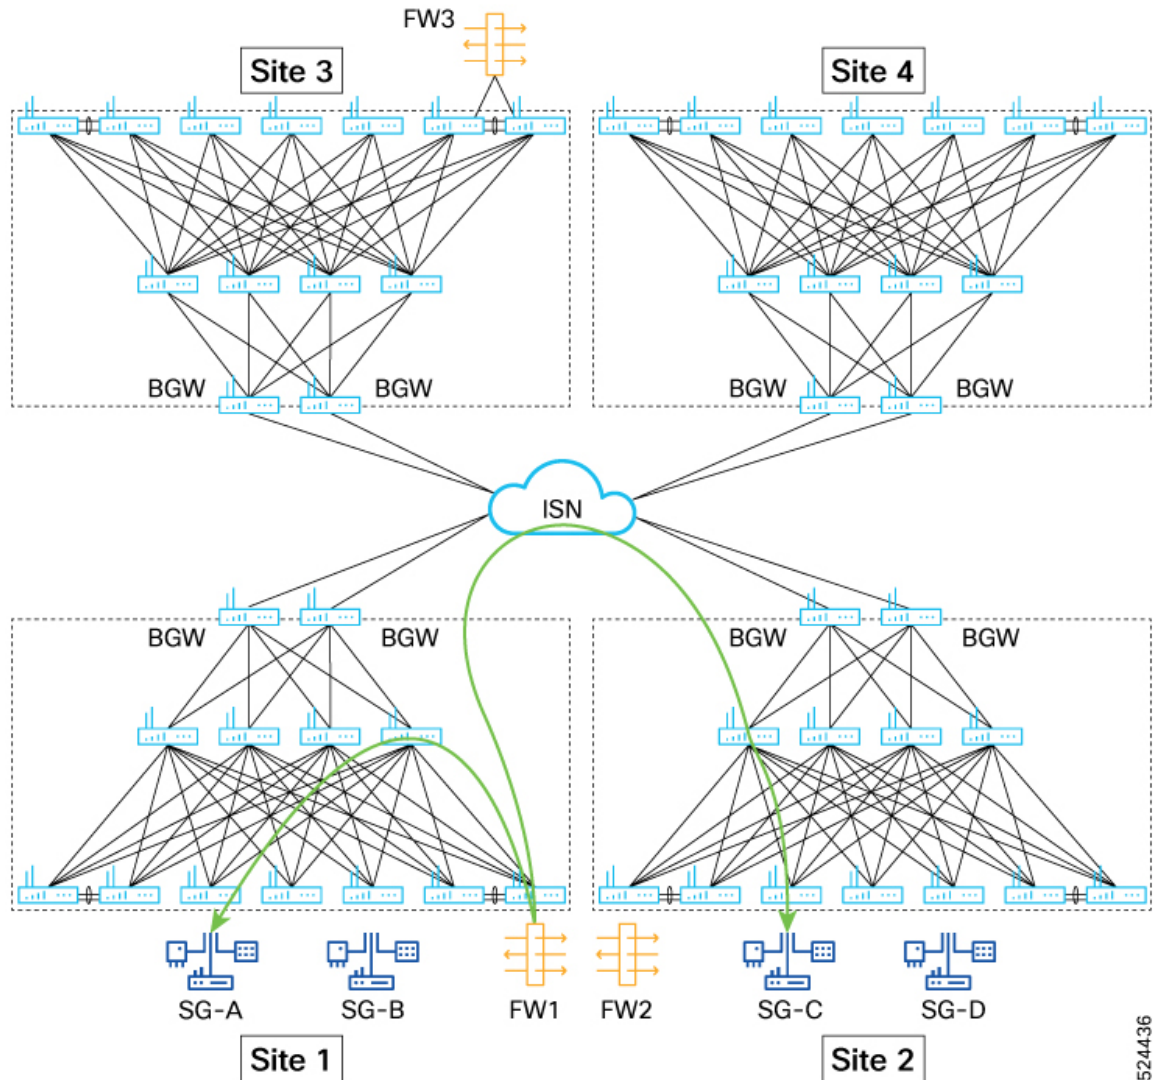 FW3
Site 3
Site 4
BGW
BGW
BGW
BGW
ISN
BGW
BGW
BGW
BGW
SG-A
SG-B
FW1
FW2
SG-C
SG-D
Site 1
Site 2
524436